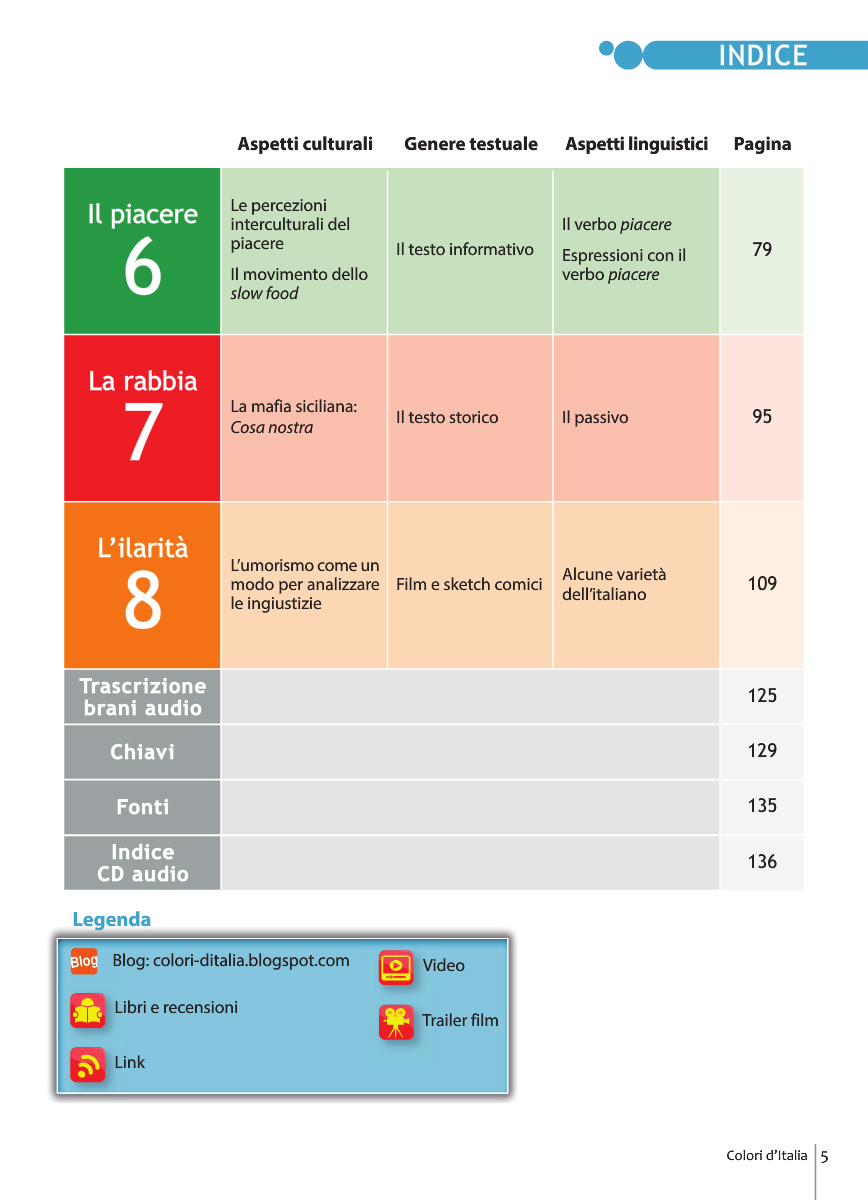 INDICE
Aspetti culturali Genere testuale Aspetti linguistici Pagina
Il piacere
6
Le percezioni
interculturali del
piacere
Il movimento dello
slow food
Il testo informativo
Il verbo piacere
Espressioni con il
verbo piacere
79
La rabbia
7
La mafia siciliana:
Cosa nostra
Il testo storico
Il passivo
95
L’ilarità
8
L’umorismo come un
modo per analizzare
le ingiustizie
Film e sketch comici
Alcune varietà
dell’italiano
109
Trascrizione
brani audio
125
Chiavi
129
Fonti
135
Indice
CD audio
136
Legenda
Blog
Blog: colori-ditalia.blogspot.com
Libri e recensioni
Link
Video
Trailer film
Colori d’Italia 5